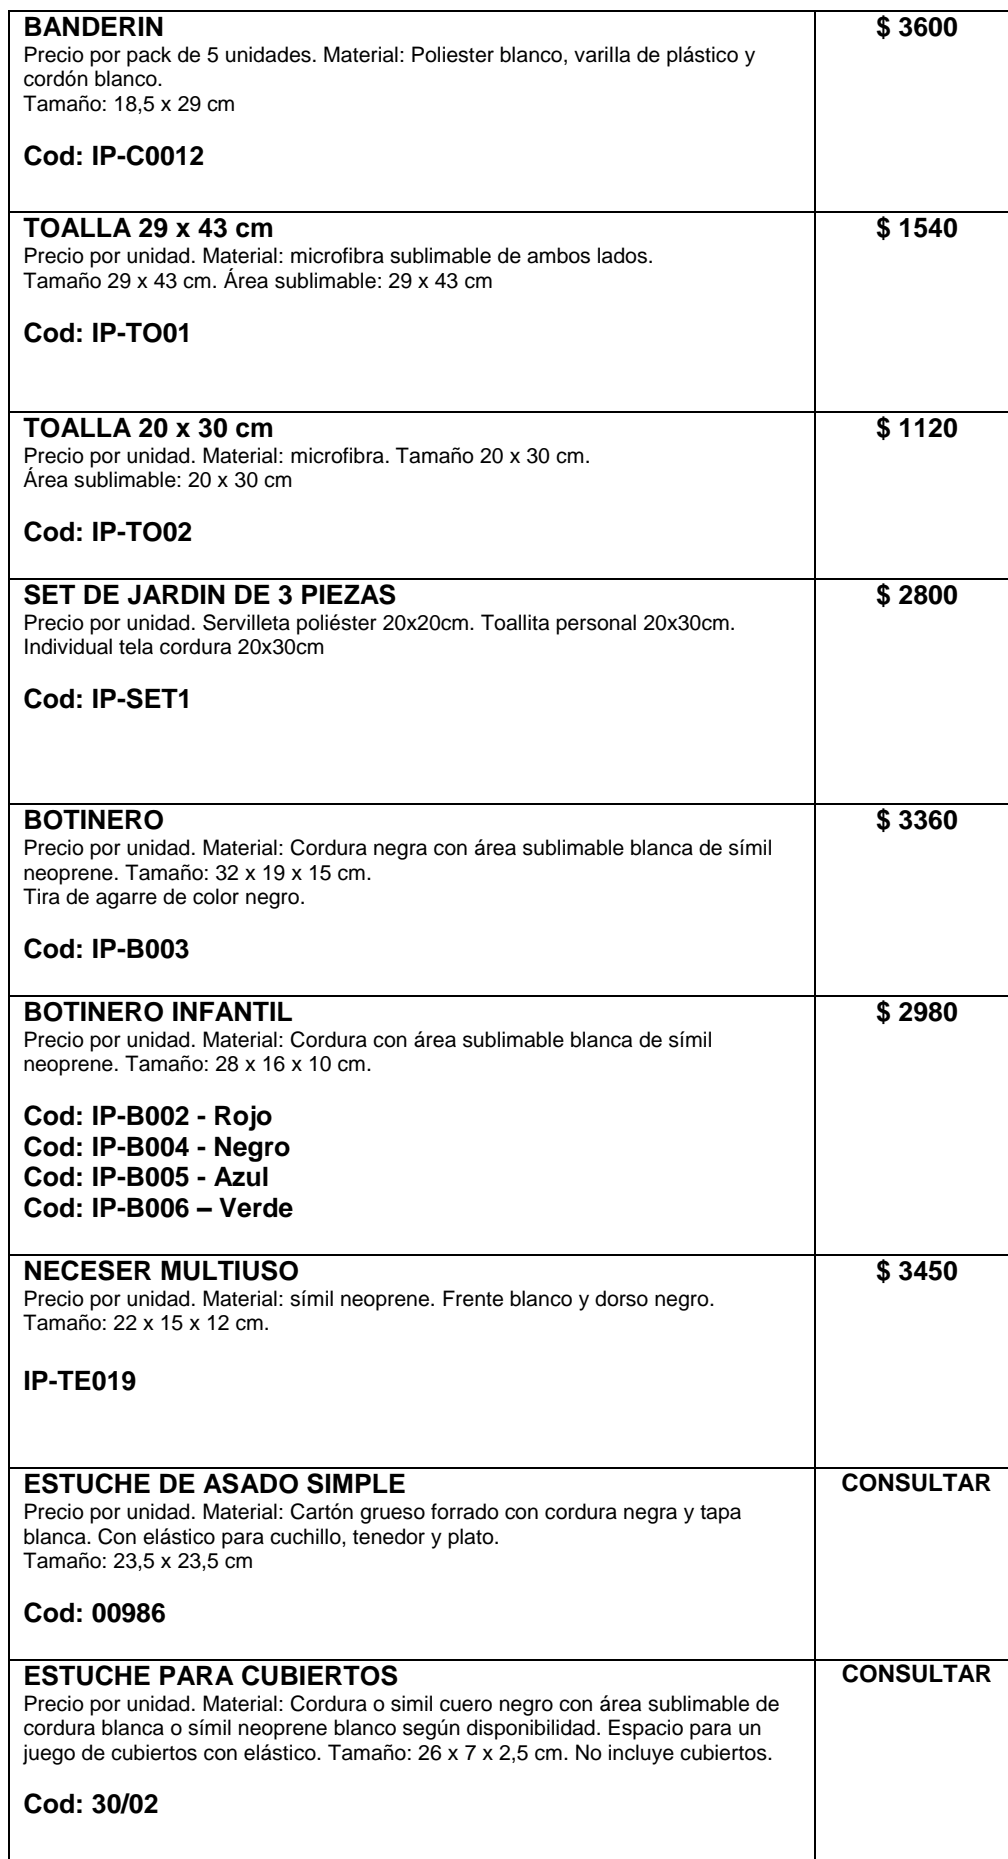 BANDERIN
$ 3600
Precio por pack de 5 unidades. Material: Poliester blanco, varilla de plástico y
cordón blanco.
Tamaño: 18,5 x 29 cm
Cod: IP-C0012
TOALLA 29 x 43 cm
$ 1540
Precio por unidad. Material: microfibra sublimable de ambos lados.
Tamaño 29 x 43 cm. Área sublimable: 29 x 43 cm
Cod: IP-TO01
TOALLA 20 x 30 cm
$ 1120
Precio por unidad. Material: microfibra. Tamaño 20 x 30 cm.
Área sublimable: 20 x 30 cm
Cod: IP-TO02
SET DE JARDIN DE 3 PIEZAS
$ 2800
Precio por unidad. Servilleta poliéster 20x20cm. Toallita personal 20x30cm.
Individual tela cordura 20x30cm
Cod: IP-SET1
BOTINERO
$ 3360
Precio por unidad. Material: Cordura negra con área sublimable blanca de símil
neoprene. Tamaño: 32 x 19 x 15 cm.
Tira de agarre de color negro.
Cod: IP-B003
BOTINERO INFANTIL
$ 2980
Precio por unidad. Material: Cordura con área sublimable blanca de símil
neoprene. Tamaño: 28 x 16 x 10 cm.
Cod: IP-B002 - Rojo
Cod: IP-B004 - Negro
Cod: IP-B005 - Azul
Cod: IP-B006 – Verde
NECESER MULTIUSO
$ 3450
Precio por unidad. Material: símil neoprene. Frente blanco y dorso negro.
Tamaño: 22 x 15 x 12 cm.
IP-TE019
ESTUCHE DE ASADO SIMPLE
CONSULTAR
Precio por unidad. Material: Cartón grueso forrado con cordura negra y tapa
blanca. Con elástico para cuchillo, tenedor y plato.
Tamaño: 23,5 x 23,5 cm
Cod: 00986
ESTUCHE PARA CUBIERTOS
CONSULTAR
Precio por unidad. Material: Cordura o simil cuero negro con área sublimable de
cordura blanca o símil neoprene blanco según disponibilidad. Espacio para un
juego de cubiertos con elástico. Tamaño: 26 x 7 x 2,5 cm. No incluye cubiertos.
Cod: 30/02